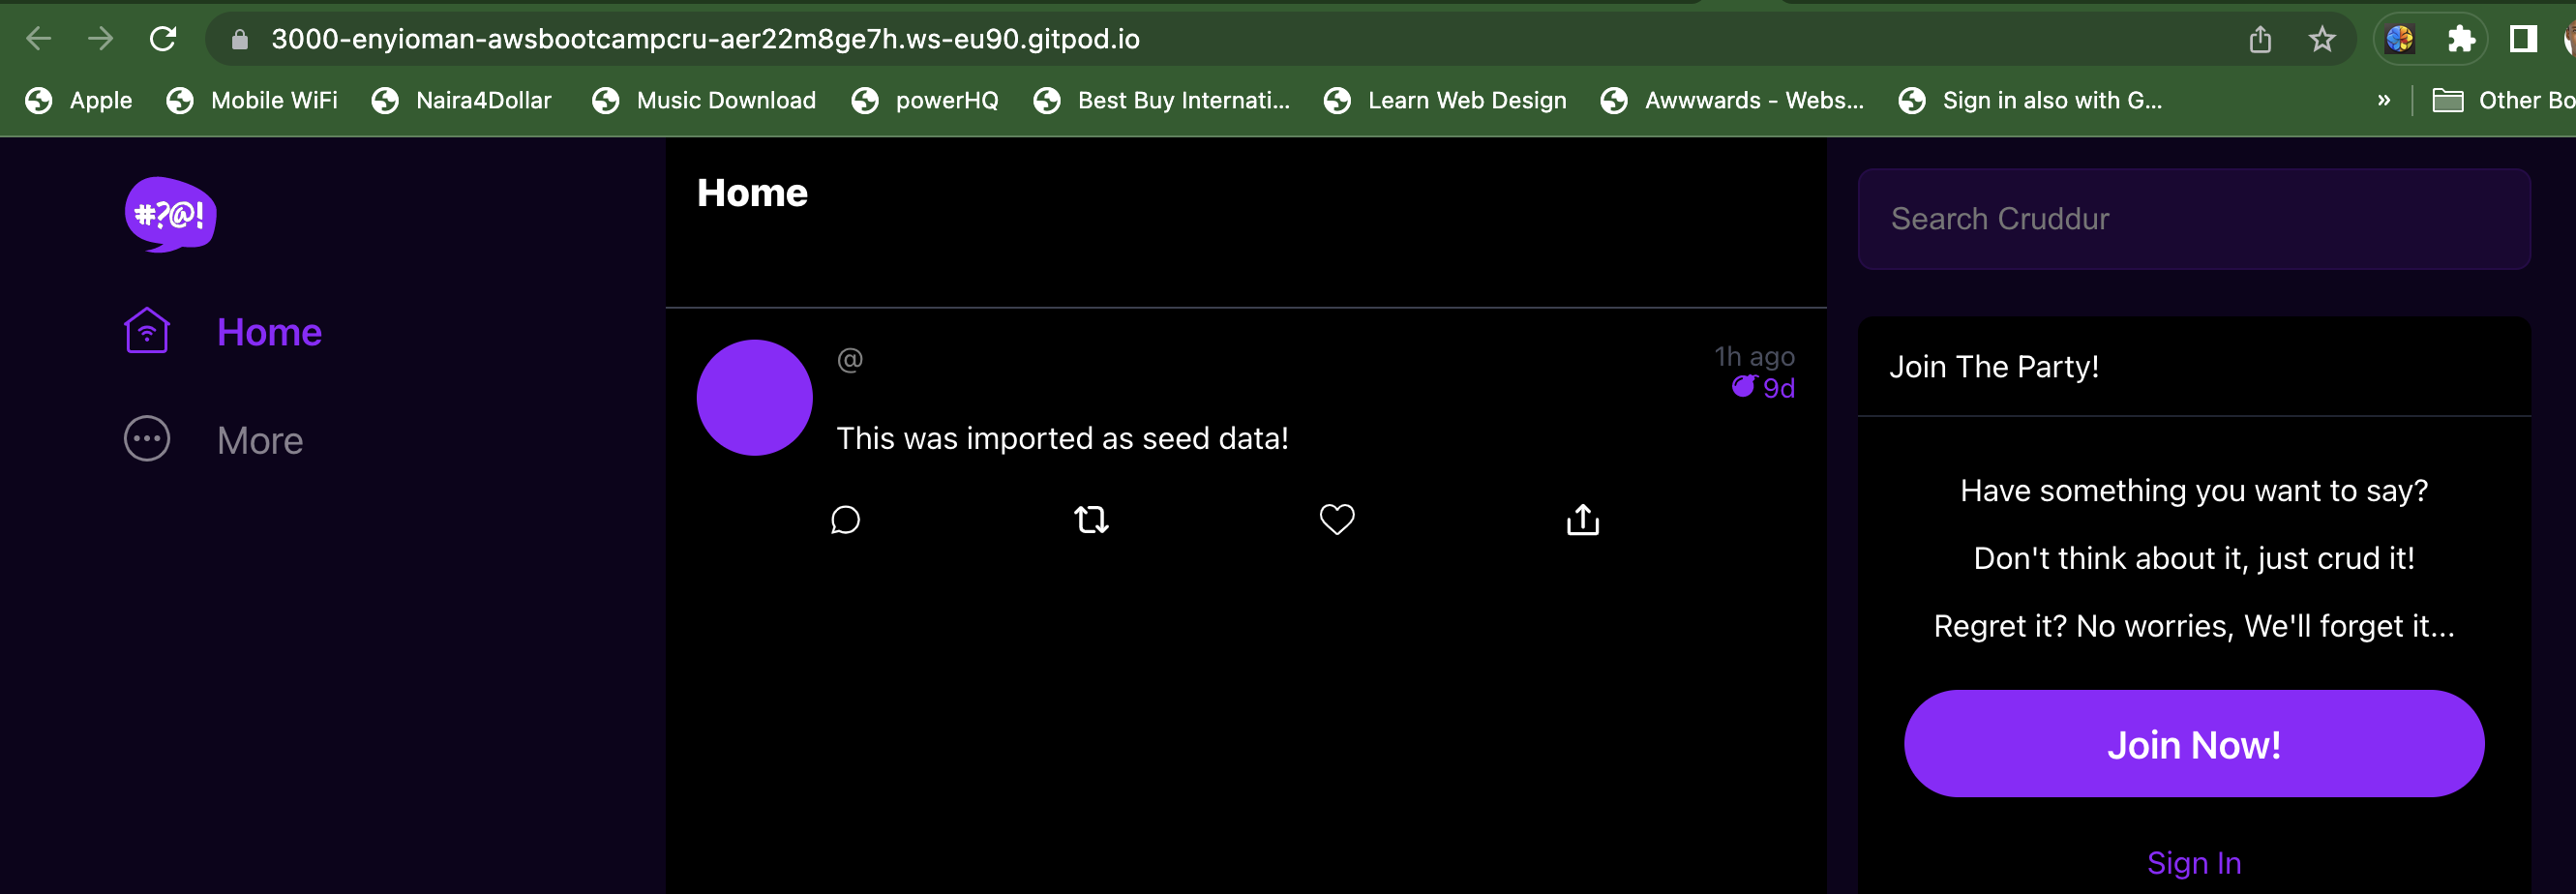 3000-enyioman-awsbootcampcru-aer22m8ge7h.ws-eu90.gitpod.io
Apple Mobile WiFi Naira4Dollar Music Download powerHQ Best Buy Internati... Learn Web Design Awwwards - Webs... Sign in also with G... » Other Bo
#?@!
Home
More
Home
@
1h ago
9d
This was imported as seed data!
Search Cruddur
Join The Party!
Have something you want to say?
Don't think about it, just crud it!
Regret it? No worries, We'll forget it...
Join Now!
Sign In